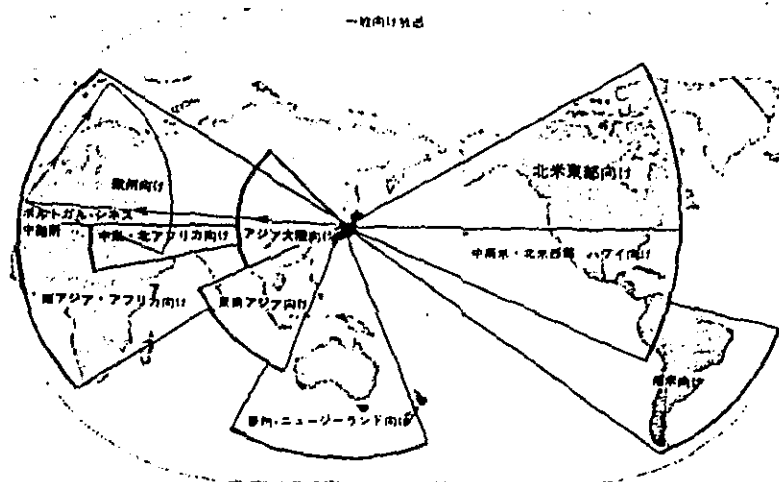 一般向け放送
北米東部向け
欧州向け
ポルトガル・シネス
中継所
中東・北アフリカ向け
アジア大陸向け
中南米・北米西部
ハワイ向け
南アジア・アフリカ向け
東南アジア向け
南米向け
豪州・ニュージーランド向け